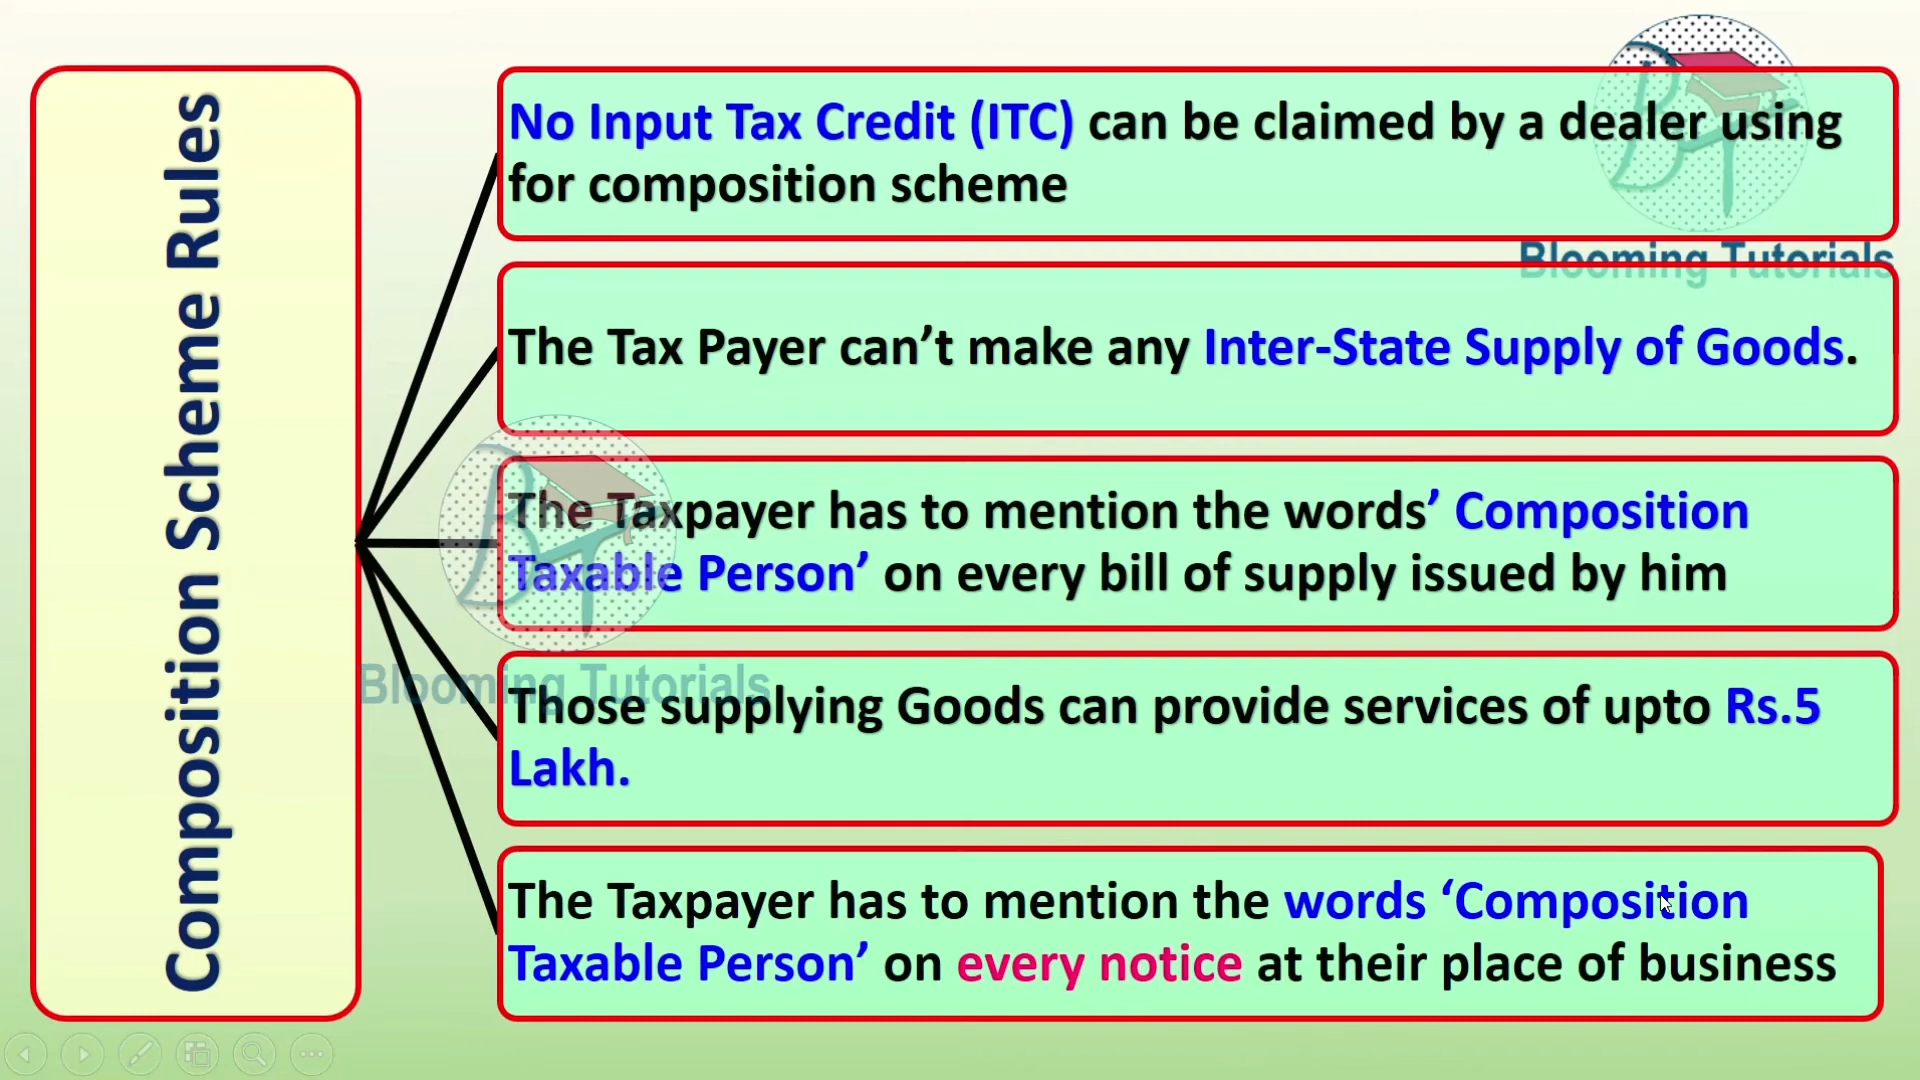 Composition Scheme Rules
No Input Tax Credit (ITC) can be claimed by a dealer using
for composition scheme
Blooming Tutorials
The Tax Payer can’t make any Inter-State Supply of Goods.
The Taxpayer has to mention the words’ Composition
Taxable Person’ on every bill of supply issued by him
Blooming Tutorials
Those supplying Goods can provide services of upto Rs.5
Lakh.
The Taxpayer has to mention the words ‘Composition
Taxable Person’ on every notice at their place of business